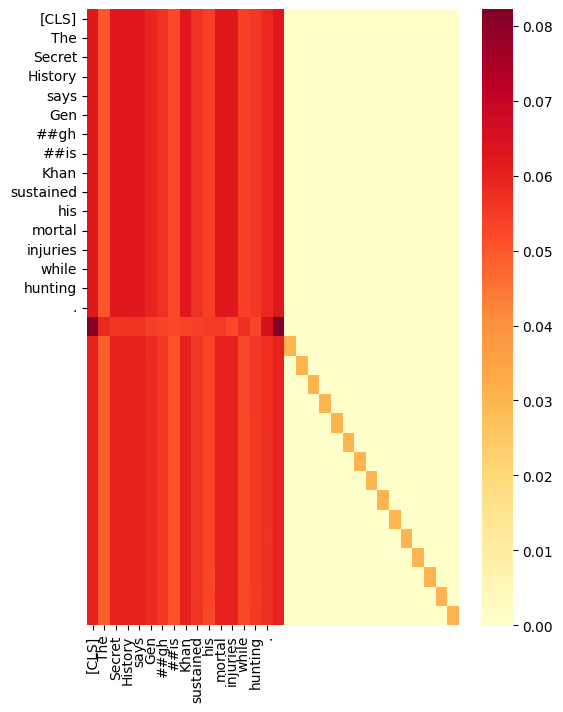 [CLS]
The
Secret
History
says
Gen
##gh
##is
Khan
sustained
his
mortal
injuries
while
hunting
.
[CLS]
The
Secret
History
says
Gen
##gh
##is
Khan
sustained
his
mortal
injuries
while
hunting
.
0.08
0.07
0.06
0.05
0.04
0.03
0.02
0.01
0.00